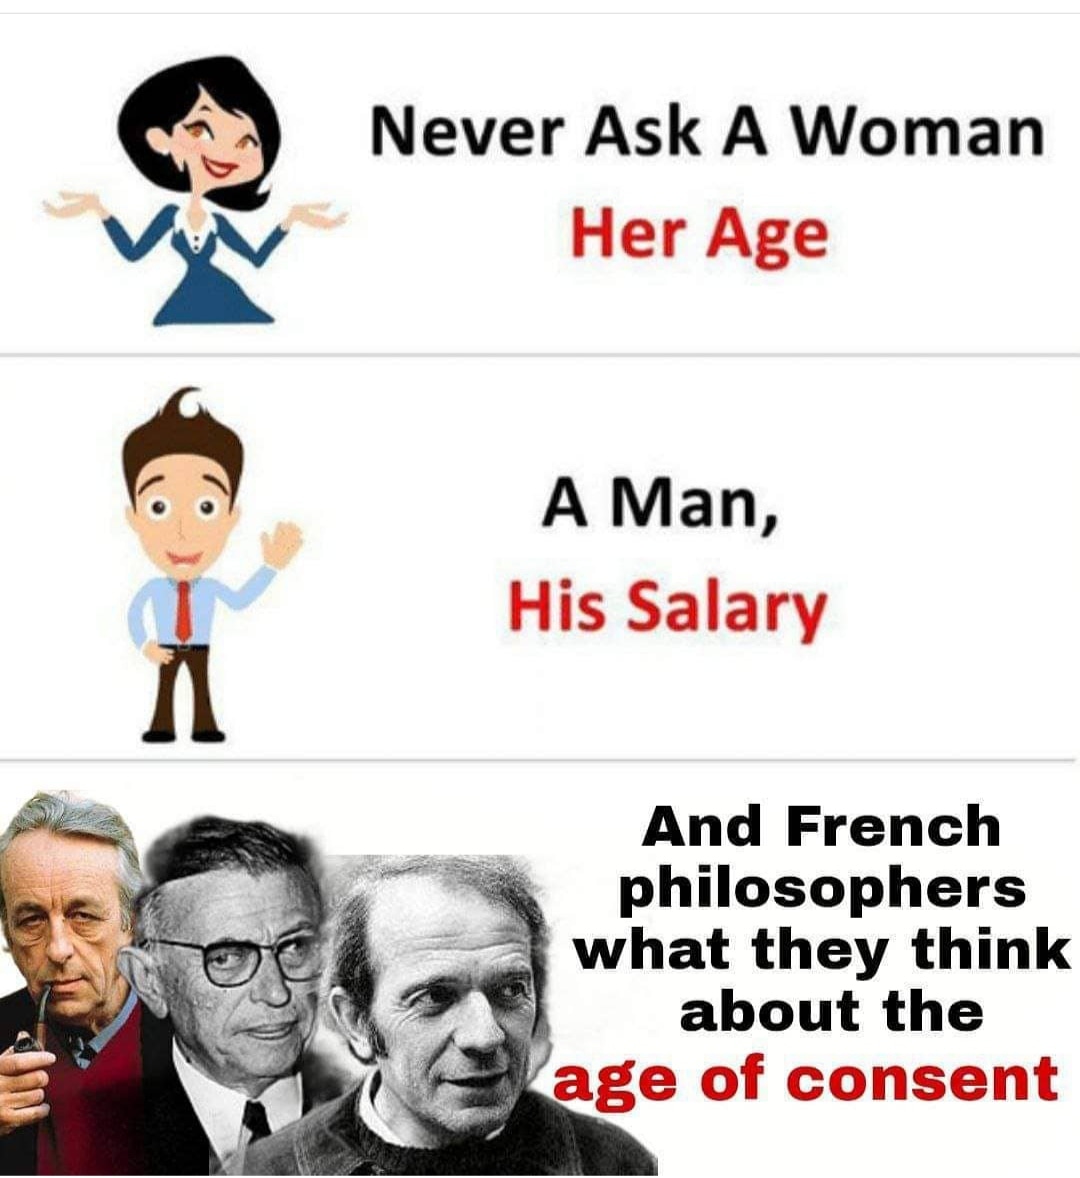 Never Ask A Woman
Her Age
A Man,
His Salary
And French
philosophers
what they think
about the
age of consent